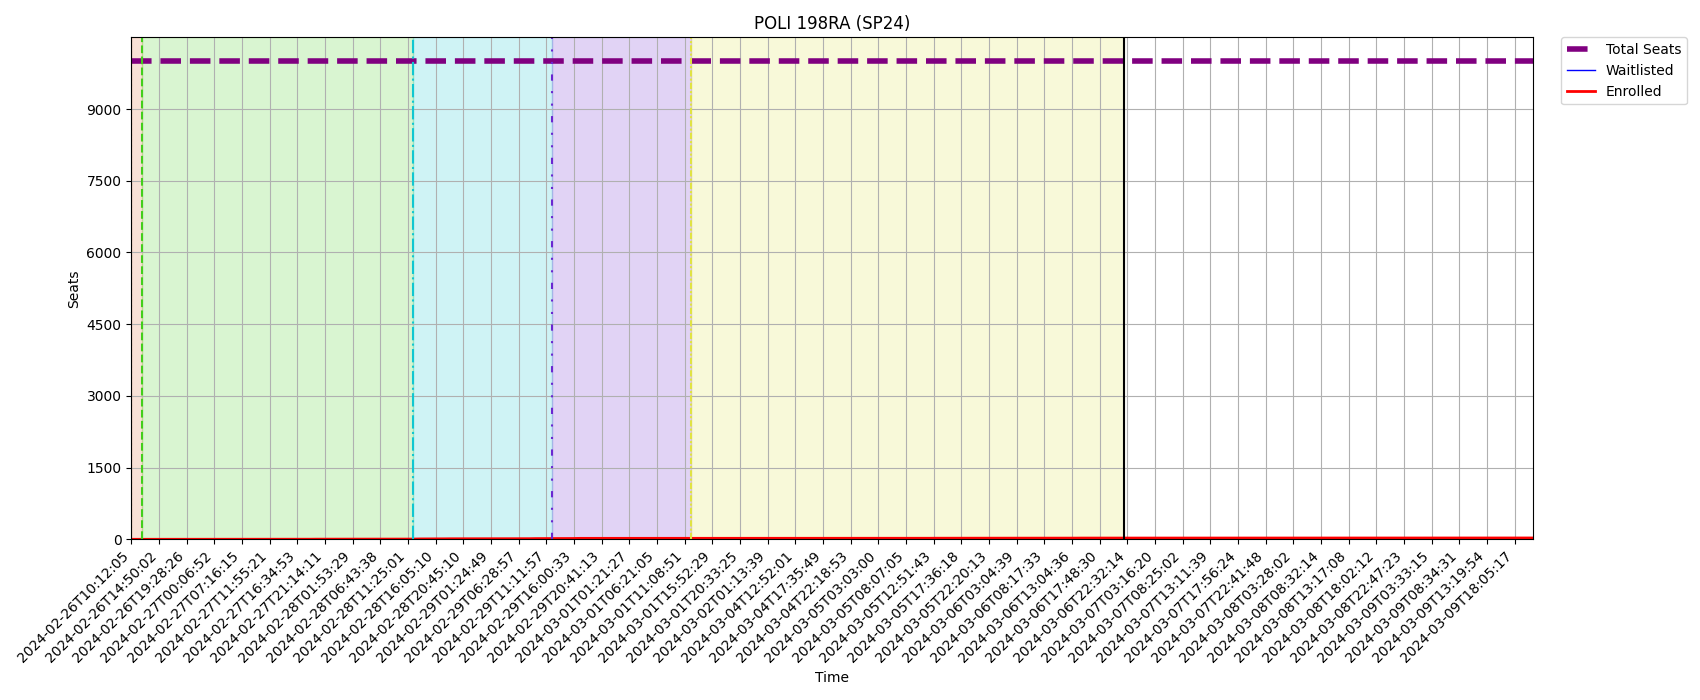 POLI 198RA (SP24)
Total Seats
Waitlisted
Enrolled
9000
7500
6000
4500
3000
1500
0
Seats
2024-02-26T10:12:05
2024-02-26T14:50:02
2024-02-26T19:28:26
2024-02-27T00:06:52
2024-02-27T07:16:15
2024-02-27T11:55:21
2024-02-27T16:34:53
2024-02-27T21:14:11
2024-02-28T01:53:29
2024-02-28T06:43:38
2024-02-28T11:25:01
2024-02-28T16:05:10
2024-02-28T20:45:10
2024-02-29T01:24:49
2024-02-29T06:28:57
2024-02-29T11:11:57
2024-02-29T16:00:33
2024-02-29T20:41:13
2024-03-01T01:21:27
2024-03-01T06:21:05
2024-03-01T11:08:51
2024-03-01T15:52:29
2024-03-01T20:33:25
2024-03-02T01:13:39
2024-03-04T12:52:01
2024-03-04T17:35:49
2024-03-04T22:18:53
2024-03-05T03:03:00
2024-03-05T08:07:05
2024-03-05T12:51:43
2024-03-05T17:36:18
2024-03-05T22:20:13
2024-03-06T03:04:39
2024-03-06T08:17:33
2024-03-06T13:04:36
2024-03-06T17:48:30
2024-03-06T22:32:14
2024-03-07T03:16:20
2024-03-07T08:25:02
2024-03-07T13:11:39
2024-03-07T17:56:24
2024-03-07T22:41:48
2024-03-08T03:28:02
2024-03-08T08:32:14
2024-03-08T13:17:08
2024-03-08T18:02:12
2024-03-08T22:47:23
2024-03-09T03:33:15
2024-03-09T08:34:31
2024-03-09T13:19:54
2024-03-09T18:05:17
Time